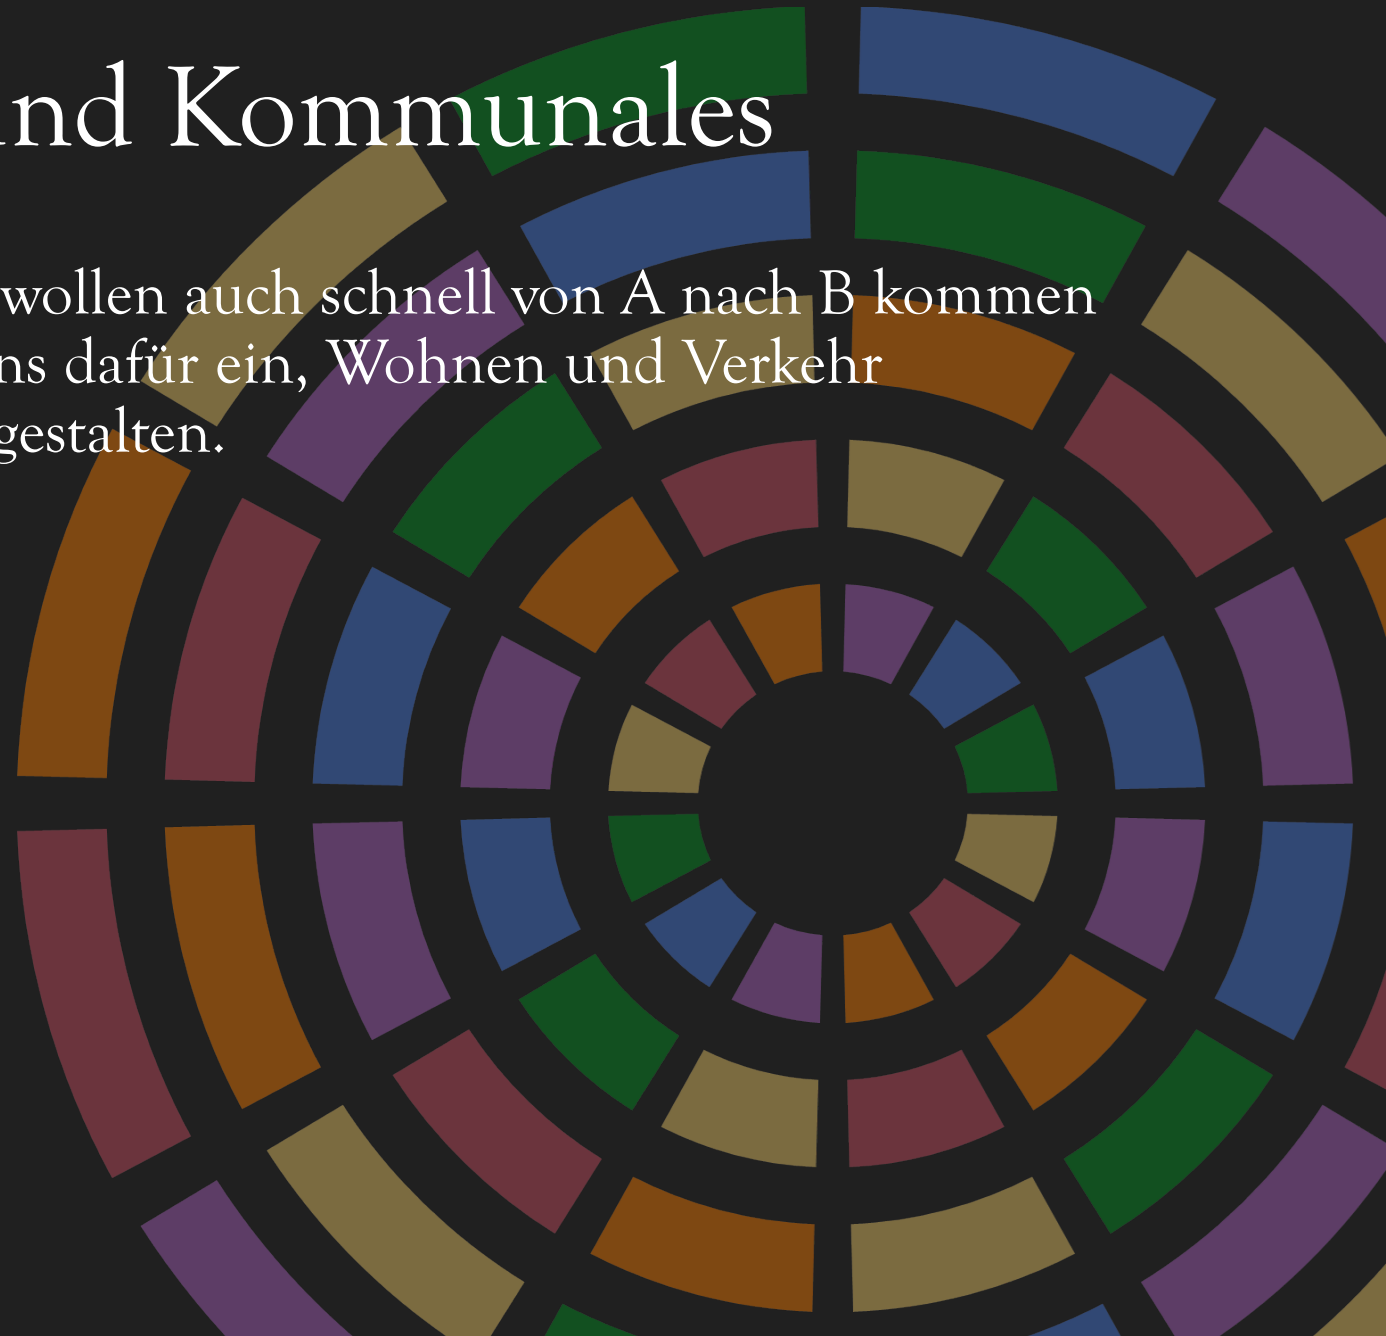 nd Kommunales
wollen auch schnell von A nach B kommen
ns dafür ein, Wohnen und Verkehr
gestalten.